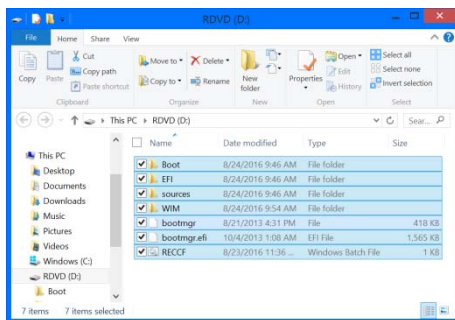 RDVD (D:)
File Home Share View
Copy
Paste
Cut
Copy path
Paste shortcut
Clipboard
Move to
Copy to
Delete
Rename
Organize
New folder
New
Properties
Open
Edit
History
Open
Select all
Select none
Invert selection
Select
This PC RDVD (D:)
Sear...
This PC
Desktop
Documents
Downloads
Music
Pictures
Videos
Windows (C:)
RDVD (D:)
Boot
Name Date modified Type Size
Boot 8/24/2016 9:46 AM File folder
EFI 8/24/2016 9:46 AM File folder
sources 8/24/2016 9:46 AM File folder
WIM 8/24/2016 9:54 AM File folder
bootmgr 8/21/2013 4:31 PM File 418 KB
bootmgr.efi 10/4/2013 1:08 AM EFI File 1,565 KB
RECCF 8/23/2016 11:36 ... Windows Batch File 1 KB
7 items 7 items selected